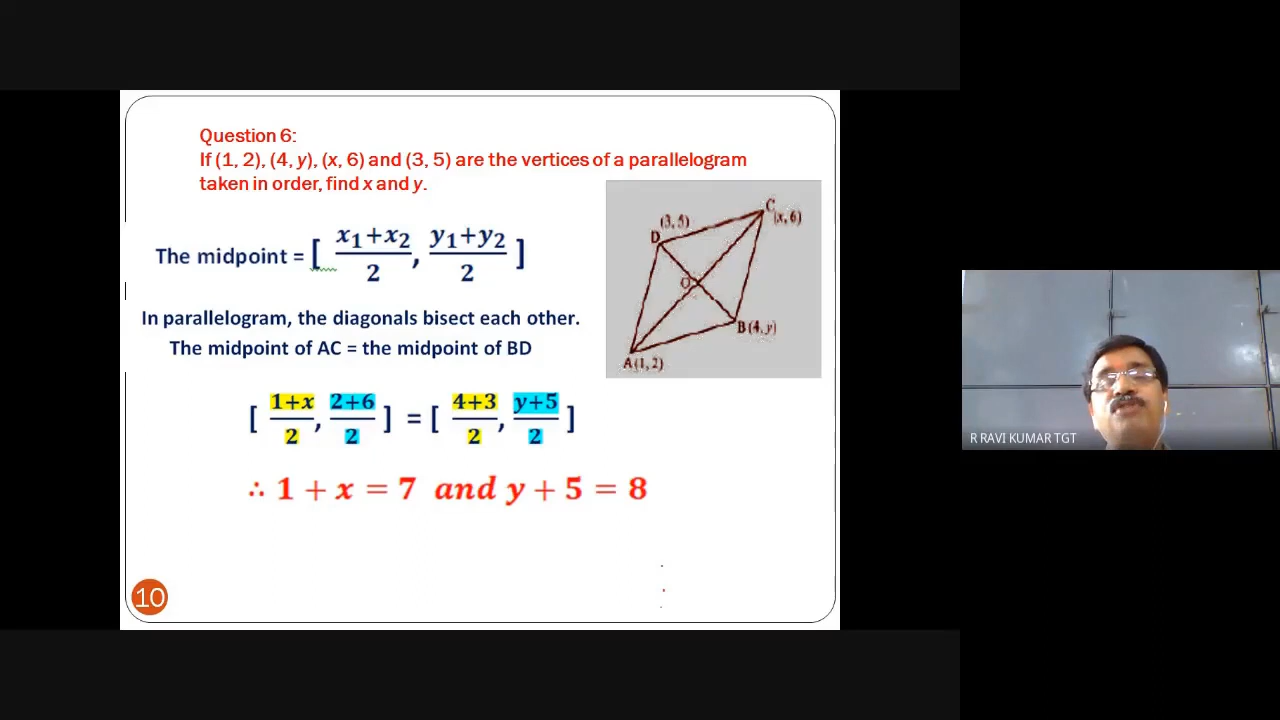 Question 6:
If (1, 2), (4, y), (x, 6) and (3, 5) are the vertices of a parallelogram
taken in order, find x and y.
The midpoint = [ x₁+x₂/2 , y₁+y₂/2 ]
In parallelogram, the diagonals bisect each other.
The midpoint of AC = the midpoint of BD
[ 1+x/2 , 2+6/2 ] = [ 4+3/2 , y+5/2 ]
∴ 1 + x = 7 and y + 5 = 8
10
C
(x, 6)
(3, 5)
D
O
B (4, y)
A (1, 2)
R RAVI KUMAR TGT